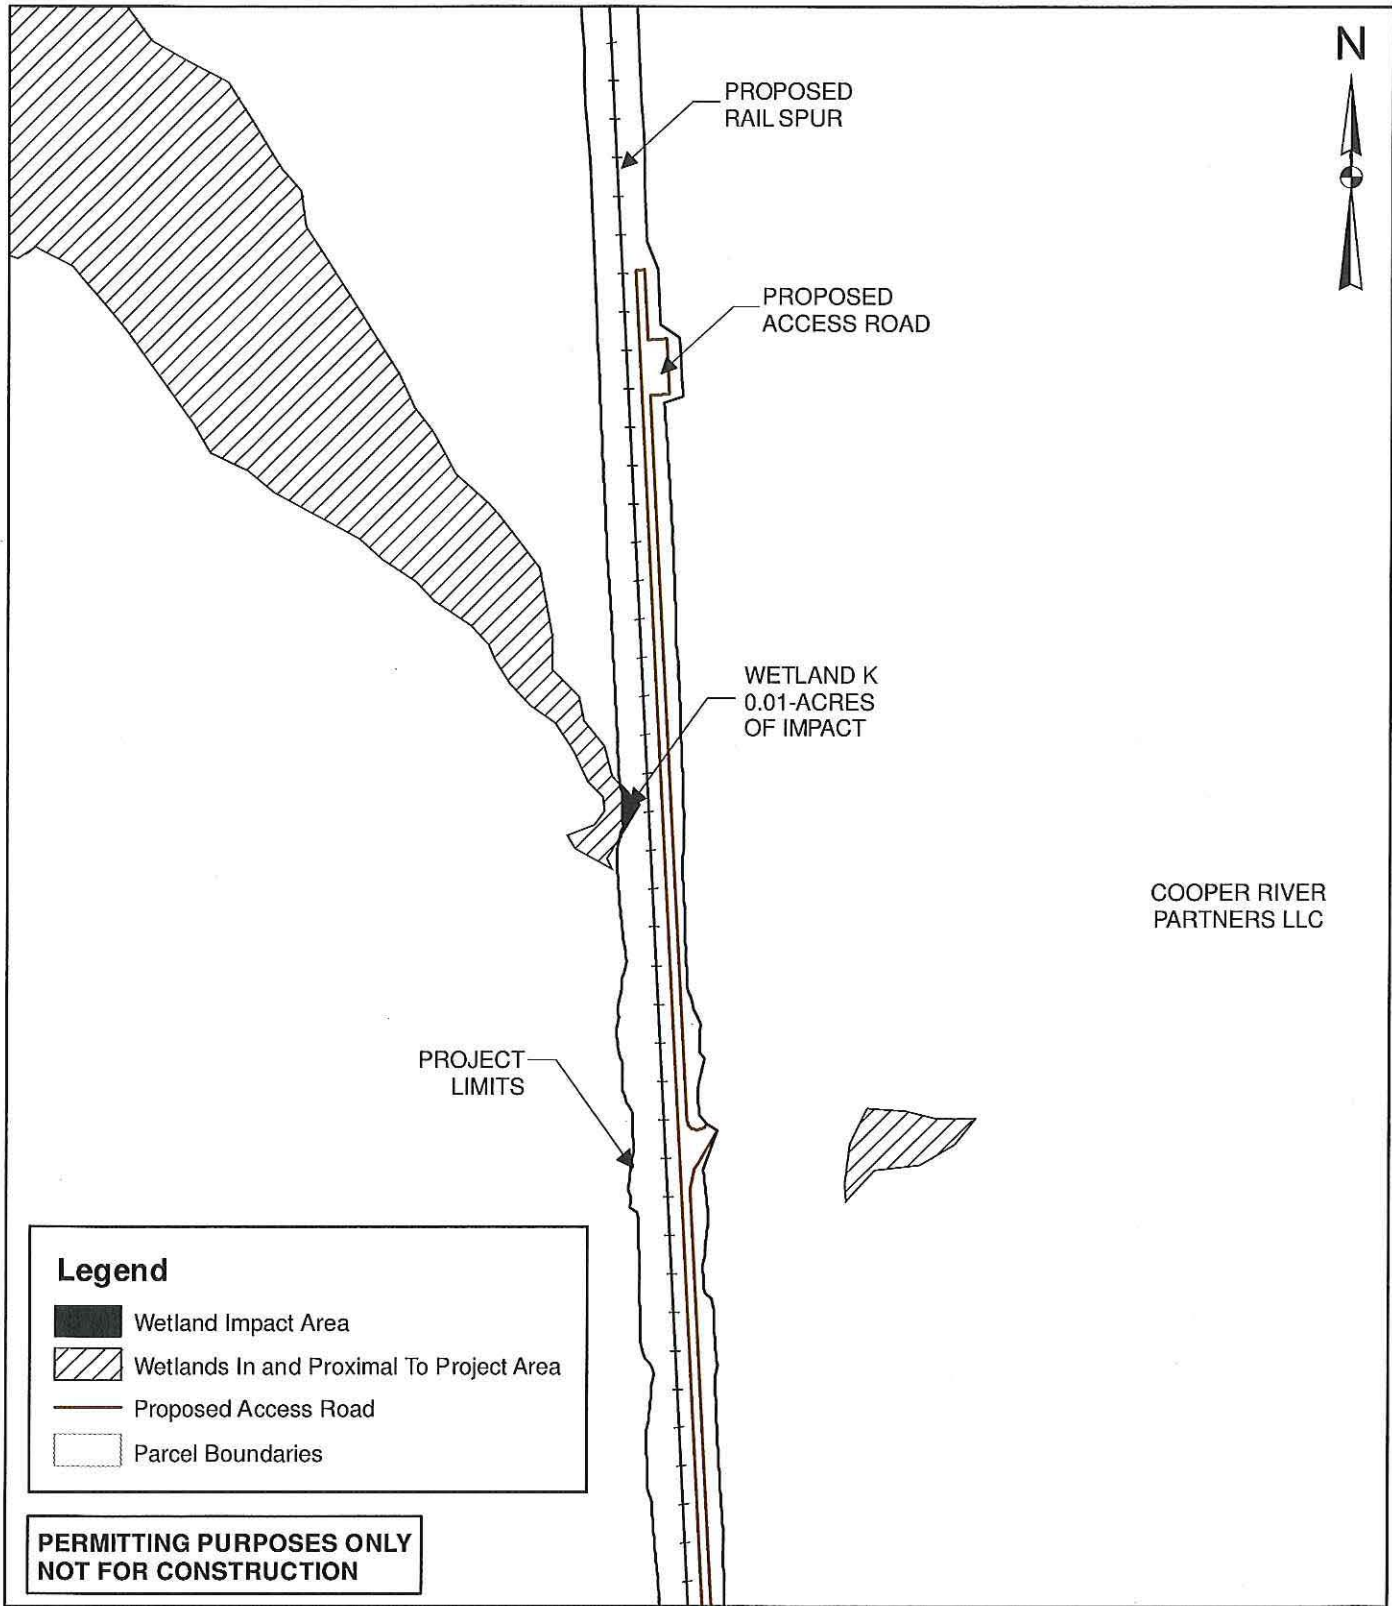 N
PROPOSED
RAIL SPUR
PROPOSED
ACCESS ROAD
WETLAND K
0.01-ACRES
OF IMPACT
COOPER RIVER
PARTNERS LLC
PROJECT
LIMITS
Legend
Wetland Impact Area
Wetlands In and Proximal To Project Area
Proposed Access Road
Parcel Boundaries
PERMITTING PURPOSES ONLY
NOT FOR CONSTRUCTION